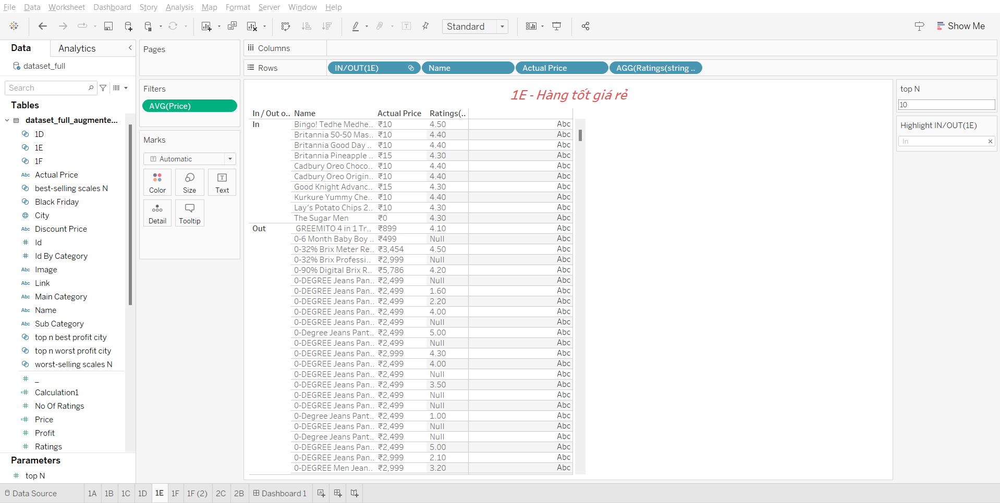 File Data Worksheet Dashboard Story Analysis Map Format Server Window Help
Standard
Show Me
Data Analytics
dataset_full
Search
Tables
dataset_full_augmente...
1D
1E
1F
Abc Actual Price
best-selling scales N
Black Friday
City
Abc Discount Price
# Id
# Id By Category
Abc Image
Abc Link
Abc Main Category
Abc Name
Abc Sub Category
top n best profit city
top n worst profit city
worst-selling scales N
# _
=# Calculation1
# No Of Ratings
=# Price
# Profit
# Ratings
Parameters
# top N
Pages
Filters
AVG(Price)
Marks
T Automatic
Color Size Text
Detail Tooltip
Columns
Rows IN/OUT(1E) Name Actual Price AGG(Ratings(string ..
1E - Hàng tốt giá rẻ
In / Out o.. Name Actual Price Ratings(..
In Bingo! Tedhe Medhe.. ₹10 4.50 Abc
Britannia 50-50 Mas.. ₹10 4.40 Abc
Britannia Good Day .. ₹10 4.40 Abc
Britannia Pineapple .. ₹15 4.30 Abc
Cadbury Oreo Choco.. ₹10 4.40 Abc
Cadbury Oreo Origin.. ₹10 4.40 Abc
Good Knight Advanc.. ₹15 4.30 Abc
Kurkure Yummy Che.. ₹10 4.40 Abc
Lay's Potato Chips 2.. ₹10 4.30 Abc
The Sugar Men ₹0 4.30 Abc
Out GREEMITO 4 in 1 Tr.. ₹899 4.10 Abc
0-6 Month Baby Boy .. ₹499 Null Abc
0-32% Brix Meter Re.. ₹3,454 4.50 Abc
0-32% Brix Professi.. ₹2,999 Null Abc
0-90% Digital Brix R.. ₹5,786 4.20 Abc
0-DEGREE Jeans Pan.. ₹2,499 Null Abc
0-DEGREE Jeans Pan.. ₹2,499 1.60 Abc
0-DEGREE Jeans Pan.. ₹2,499 2.20 Abc
0-DEGREE Jeans Pan.. ₹2,499 4.00 Abc
0-DEGREE Jeans Pan.. ₹2,499 Null Abc
0-Degree Jeans Pant.. ₹2,499 5.00 Abc
0-DEGREE Jeans Pan.. ₹2,499 Null Abc
0-DEGREE Jeans Pan.. ₹2,999 4.30 Abc
0-DEGREE Jeans Pan.. ₹2,499 4.00 Abc
0-DEGREE Jeans Pan.. ₹2,499 Null Abc
0-DEGREE Jeans Pan.. ₹2,499 3.50 Abc
0-DEGREE Jeans Pan.. ₹2,499 Null Abc
0-DEGREE Jeans Pan.. ₹2,499 Null Abc
0-Degree Jeans Pant.. ₹2,499 1.00 Abc
0-DEGREE Jeans Pan.. ₹2,499 Null Abc
0-Degree Jeans Pant.. ₹2,499 Null Abc
0-DEGREE Jeans Pan.. ₹2,499 5.00 Abc
0-DEGREE Jeans Pan.. ₹2,999 2.10 Abc
0-DEGREE Men Jean.. ₹2,999 3.20 Abc
top N
10
Highlight IN/OUT(1E)
In
Data Source 1A 1B 1C 1D 1E 1F 1F (2) 2C 2B Dashboard 1